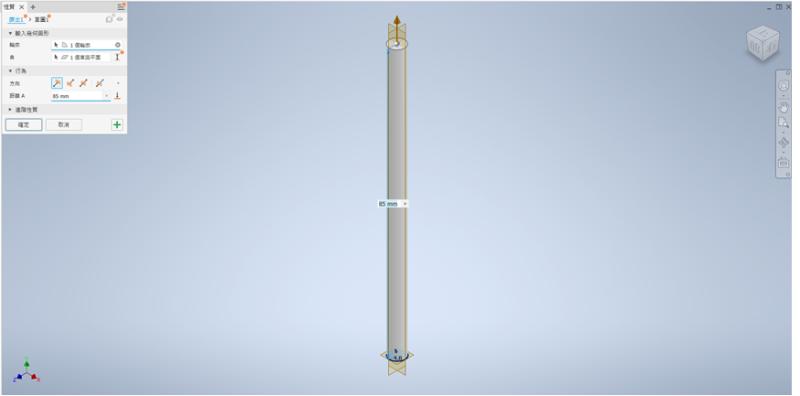 性質
擠出1 > 草圖1
輸入幾何圖形
輪廓
1 個輪廓
自
1 個草圖平面
行為
方向
距離 A
85 mm
進階性質
確定
取消
85 mm